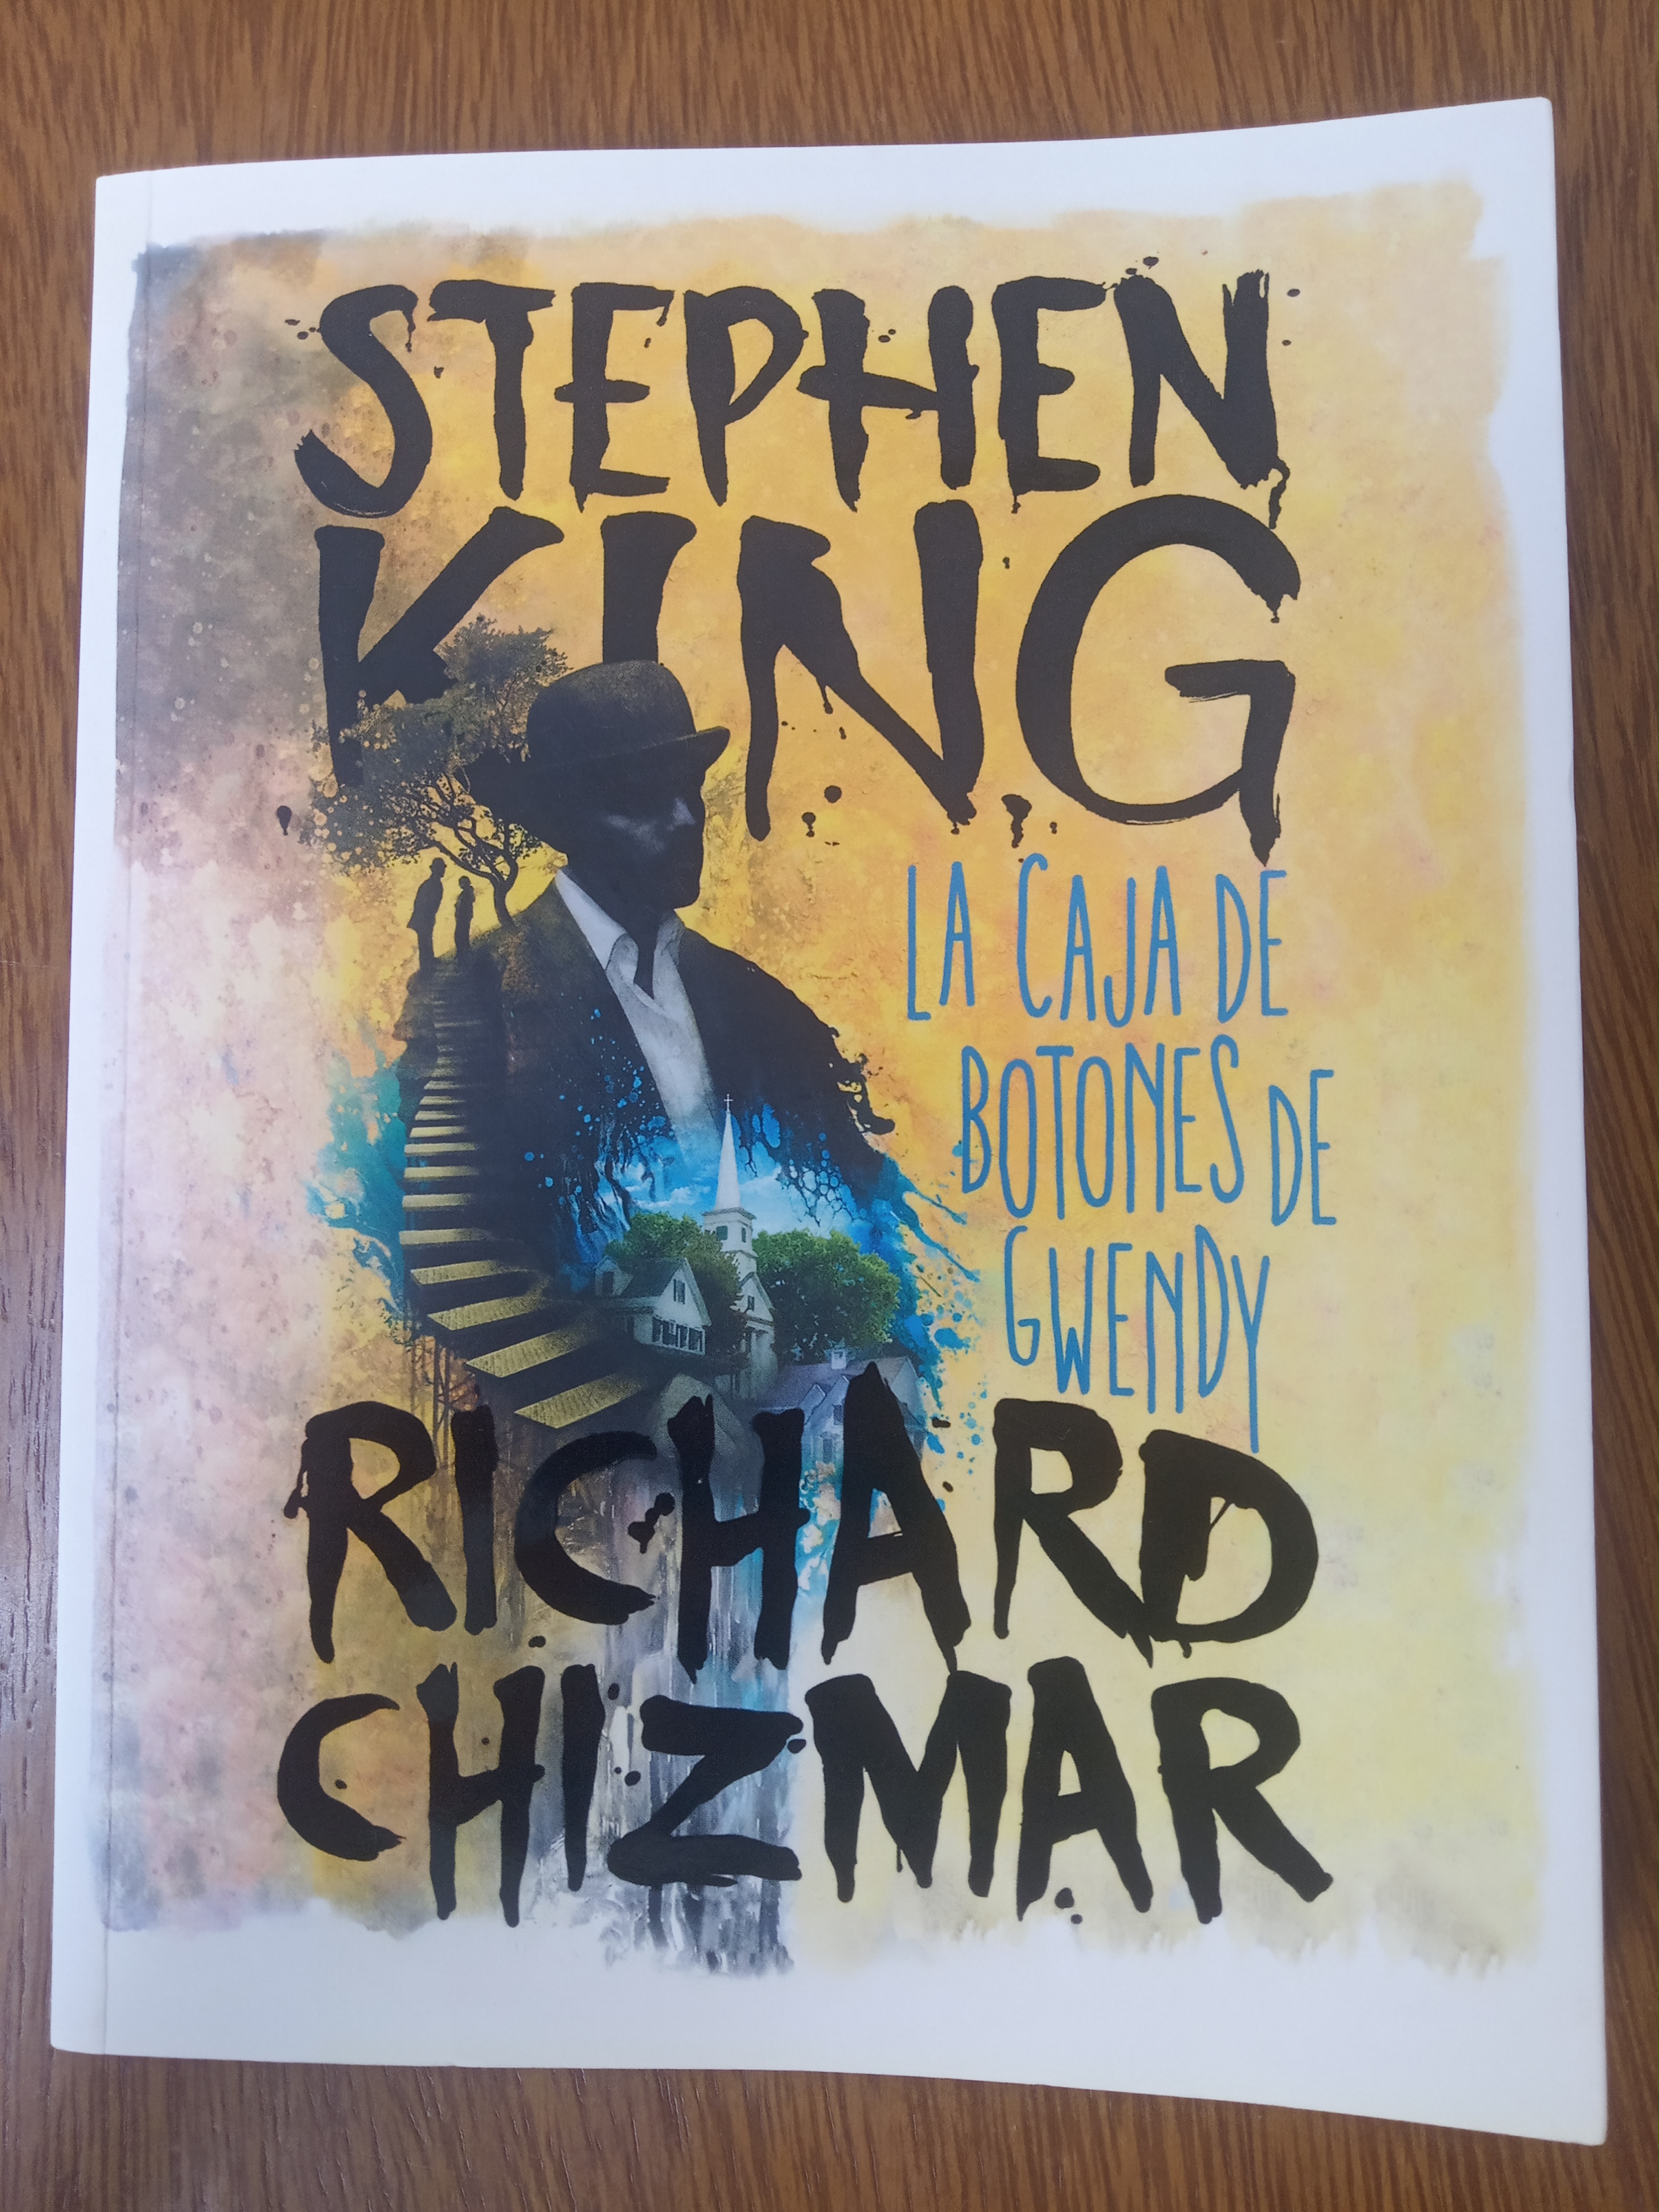 STEPHEN
KING
LA CAJA DE
BOTONES DE
GWENDY
RICHARD
CHIZMAR